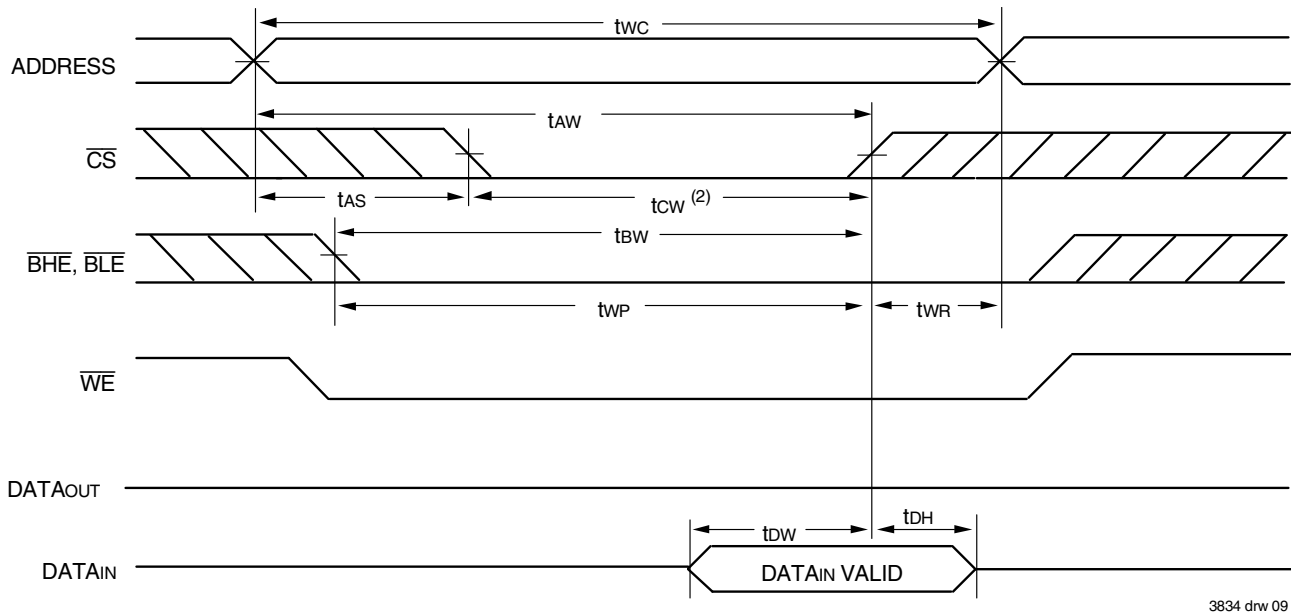 tWC
ADDRESS
tAW
CS
tAS
tCW (2)
tBW
BHE, BLE
tWP
tWR
WE
DATAOUT
tDW
tDH
DATAIN
DATAIN VALID
3834 drw 09